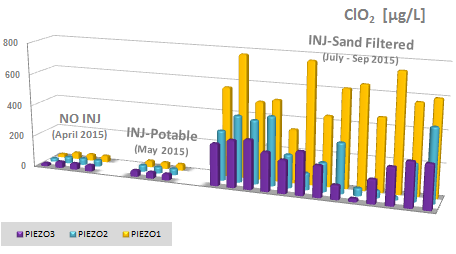 ClO₂ [µg/L]
800
600
400
200
0
INJ-Sand Filtered
(July - Sep 2015)
NO INJ
(April 2015)
INJ-Potable
(May 2015)
PIEZO3 PIEZO2 PIEZO1